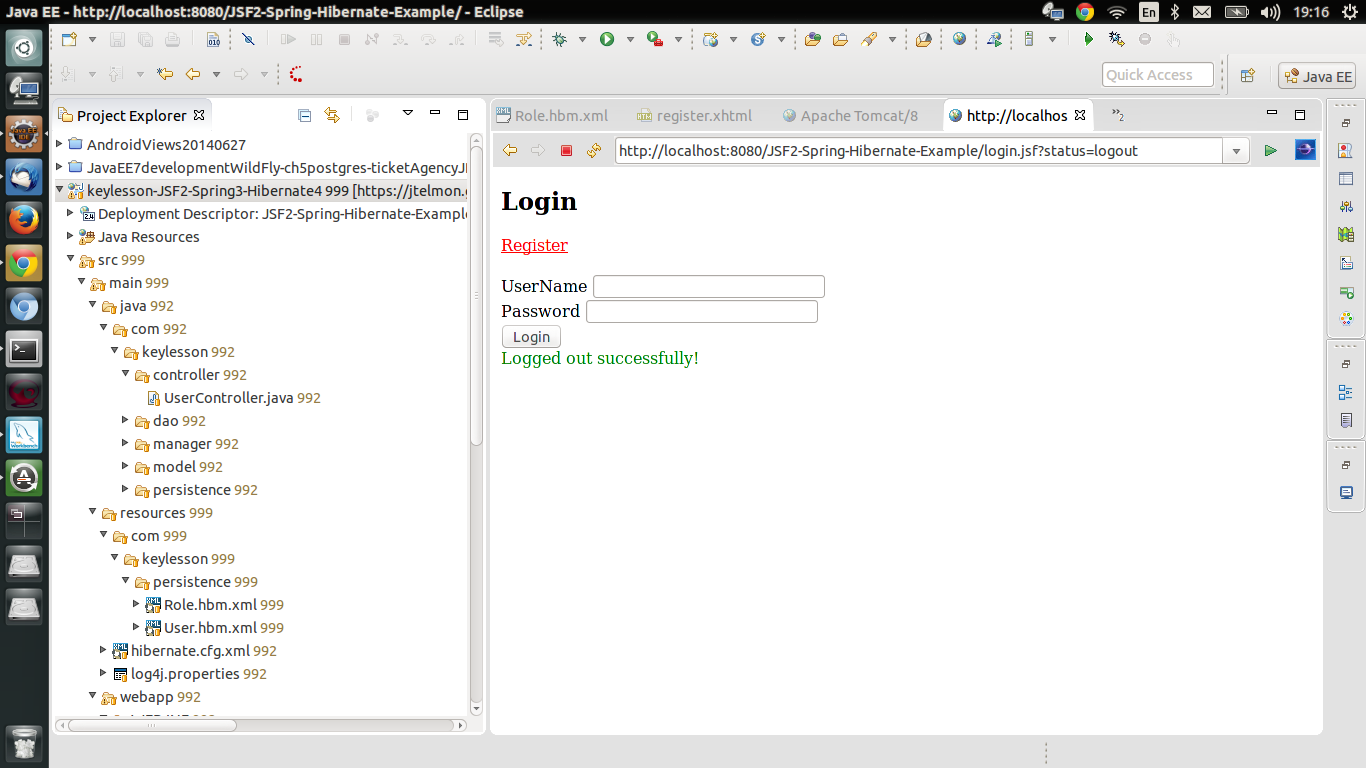 Java EE - http://localhost:8080/JSF2-Spring-Hibernate-Example/ - Eclipse
En
19:16
Quick Access
Java EE
Project Explorer
AndroidViews20140627
JavaEE7developmentWildFly-ch5postgres-ticketAgencyJ
keylesson-JSF2-Spring3-Hibernate4 999 [https://jtelmon.g
Deployment Descriptor: JSF2-Spring-Hibernate-Exampl
Java Resources
src 999
main 999
java 992
com 992
keylesson 992
controller 992
UserController.java 992
dao 992
manager 992
model 992
persistence 992
resources 999
com 999
keylesson 999
persistence 999
Role.hbm.xml 999
User.hbm.xml 999
hibernate.cfg.xml 992
log4j.properties 992
webapp 992
Role.hbm.xml
register.xhtml
Apache Tomcat/8
http://localhos
2
http://localhost:8080/JSF2-Spring-Hibernate-Example/login.jsf?status=logout
Login
Register
UserName
Password
Login
Logged out successfully!